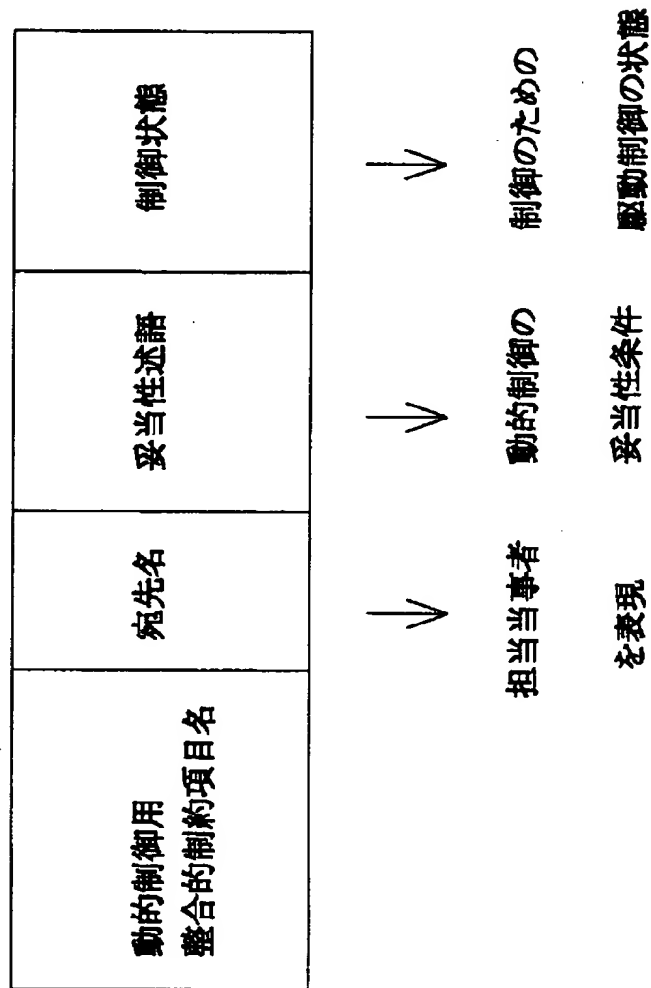 動的制御用
整合的制約項目名
宛先名
妥当性述語
制御状態
担当当事者
を表現
動的制御の
妥当性条件
制御のための
駆動制御の状態